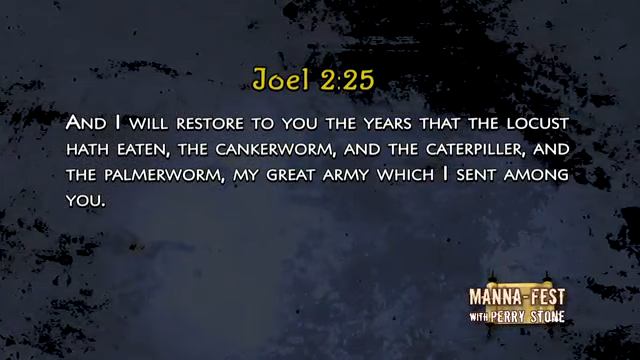 Joel 2:25
And I will restore to you the years that the locust
hath eaten, the cankerworm, and the caterpiller, and
the palmerworm, my great army which I sent among
you.
MANNA-FEST
WITH PERRY STONE